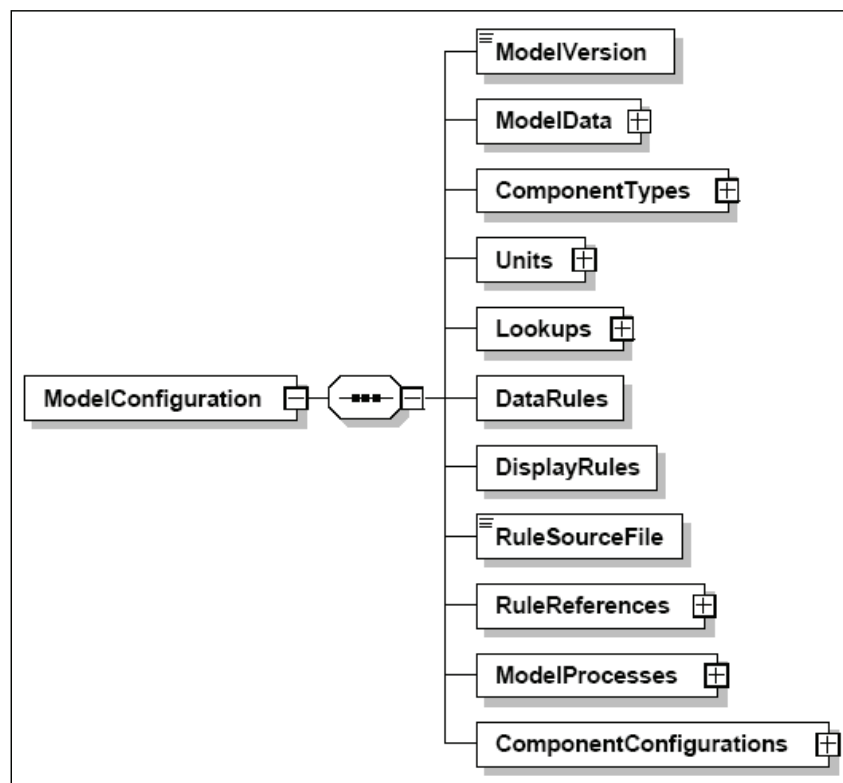 ModelVersion
ModelData
ComponentTypes
Units
Lookups
ModelConfiguration
DataRules
DisplayRules
RuleSourceFile
RuleReferences
ModelProcesses
ComponentConfigurations